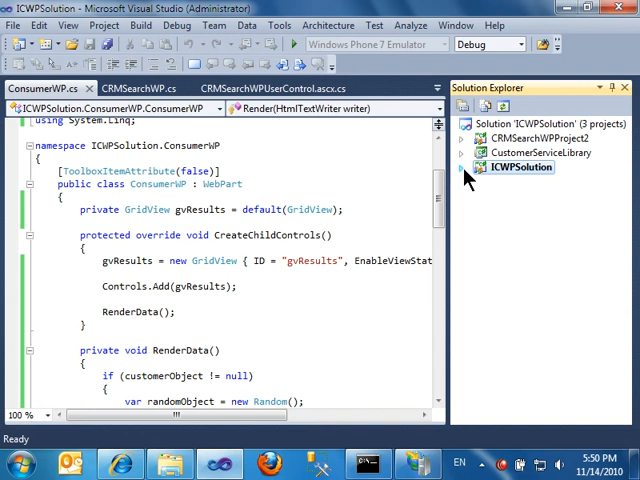 ICWPSolution - Microsoft Visual Studio (Administrator)
File Edit View Project Build Debug Team Data Tools Architecture Test Analyze Window Help
Windows Phone 7 Emulator Debug
ConsumerWP.cs CRMSearchWP.cs CRMSearchWPUserControl.ascx.cs
ICWPSolution.ConsumerWP.ConsumerWP Render(HtmlTextWriter writer)
using System.Linq;
namespace ICWPSolution.ConsumerWP
{
[ToolboxItemAttribute(false)]
public class ConsumerWP : WebPart
{
private GridView gvResults = default(GridView);
protected override void CreateChildControls()
{
gvResults = new GridView { ID = "gvResults", EnableViewStat
Controls.Add(gvResults);
RenderData();
}
private void RenderData()
{
if (customerObject != null)
{
var randomObject = new Random();
100 %
Solution Explorer
Solution 'ICWPSolution' (3 projects)
CRMSearchWPProject2
CustomerServiceLibrary
ICWPSolution
Ready
EN
5:50 PM
11/14/2010